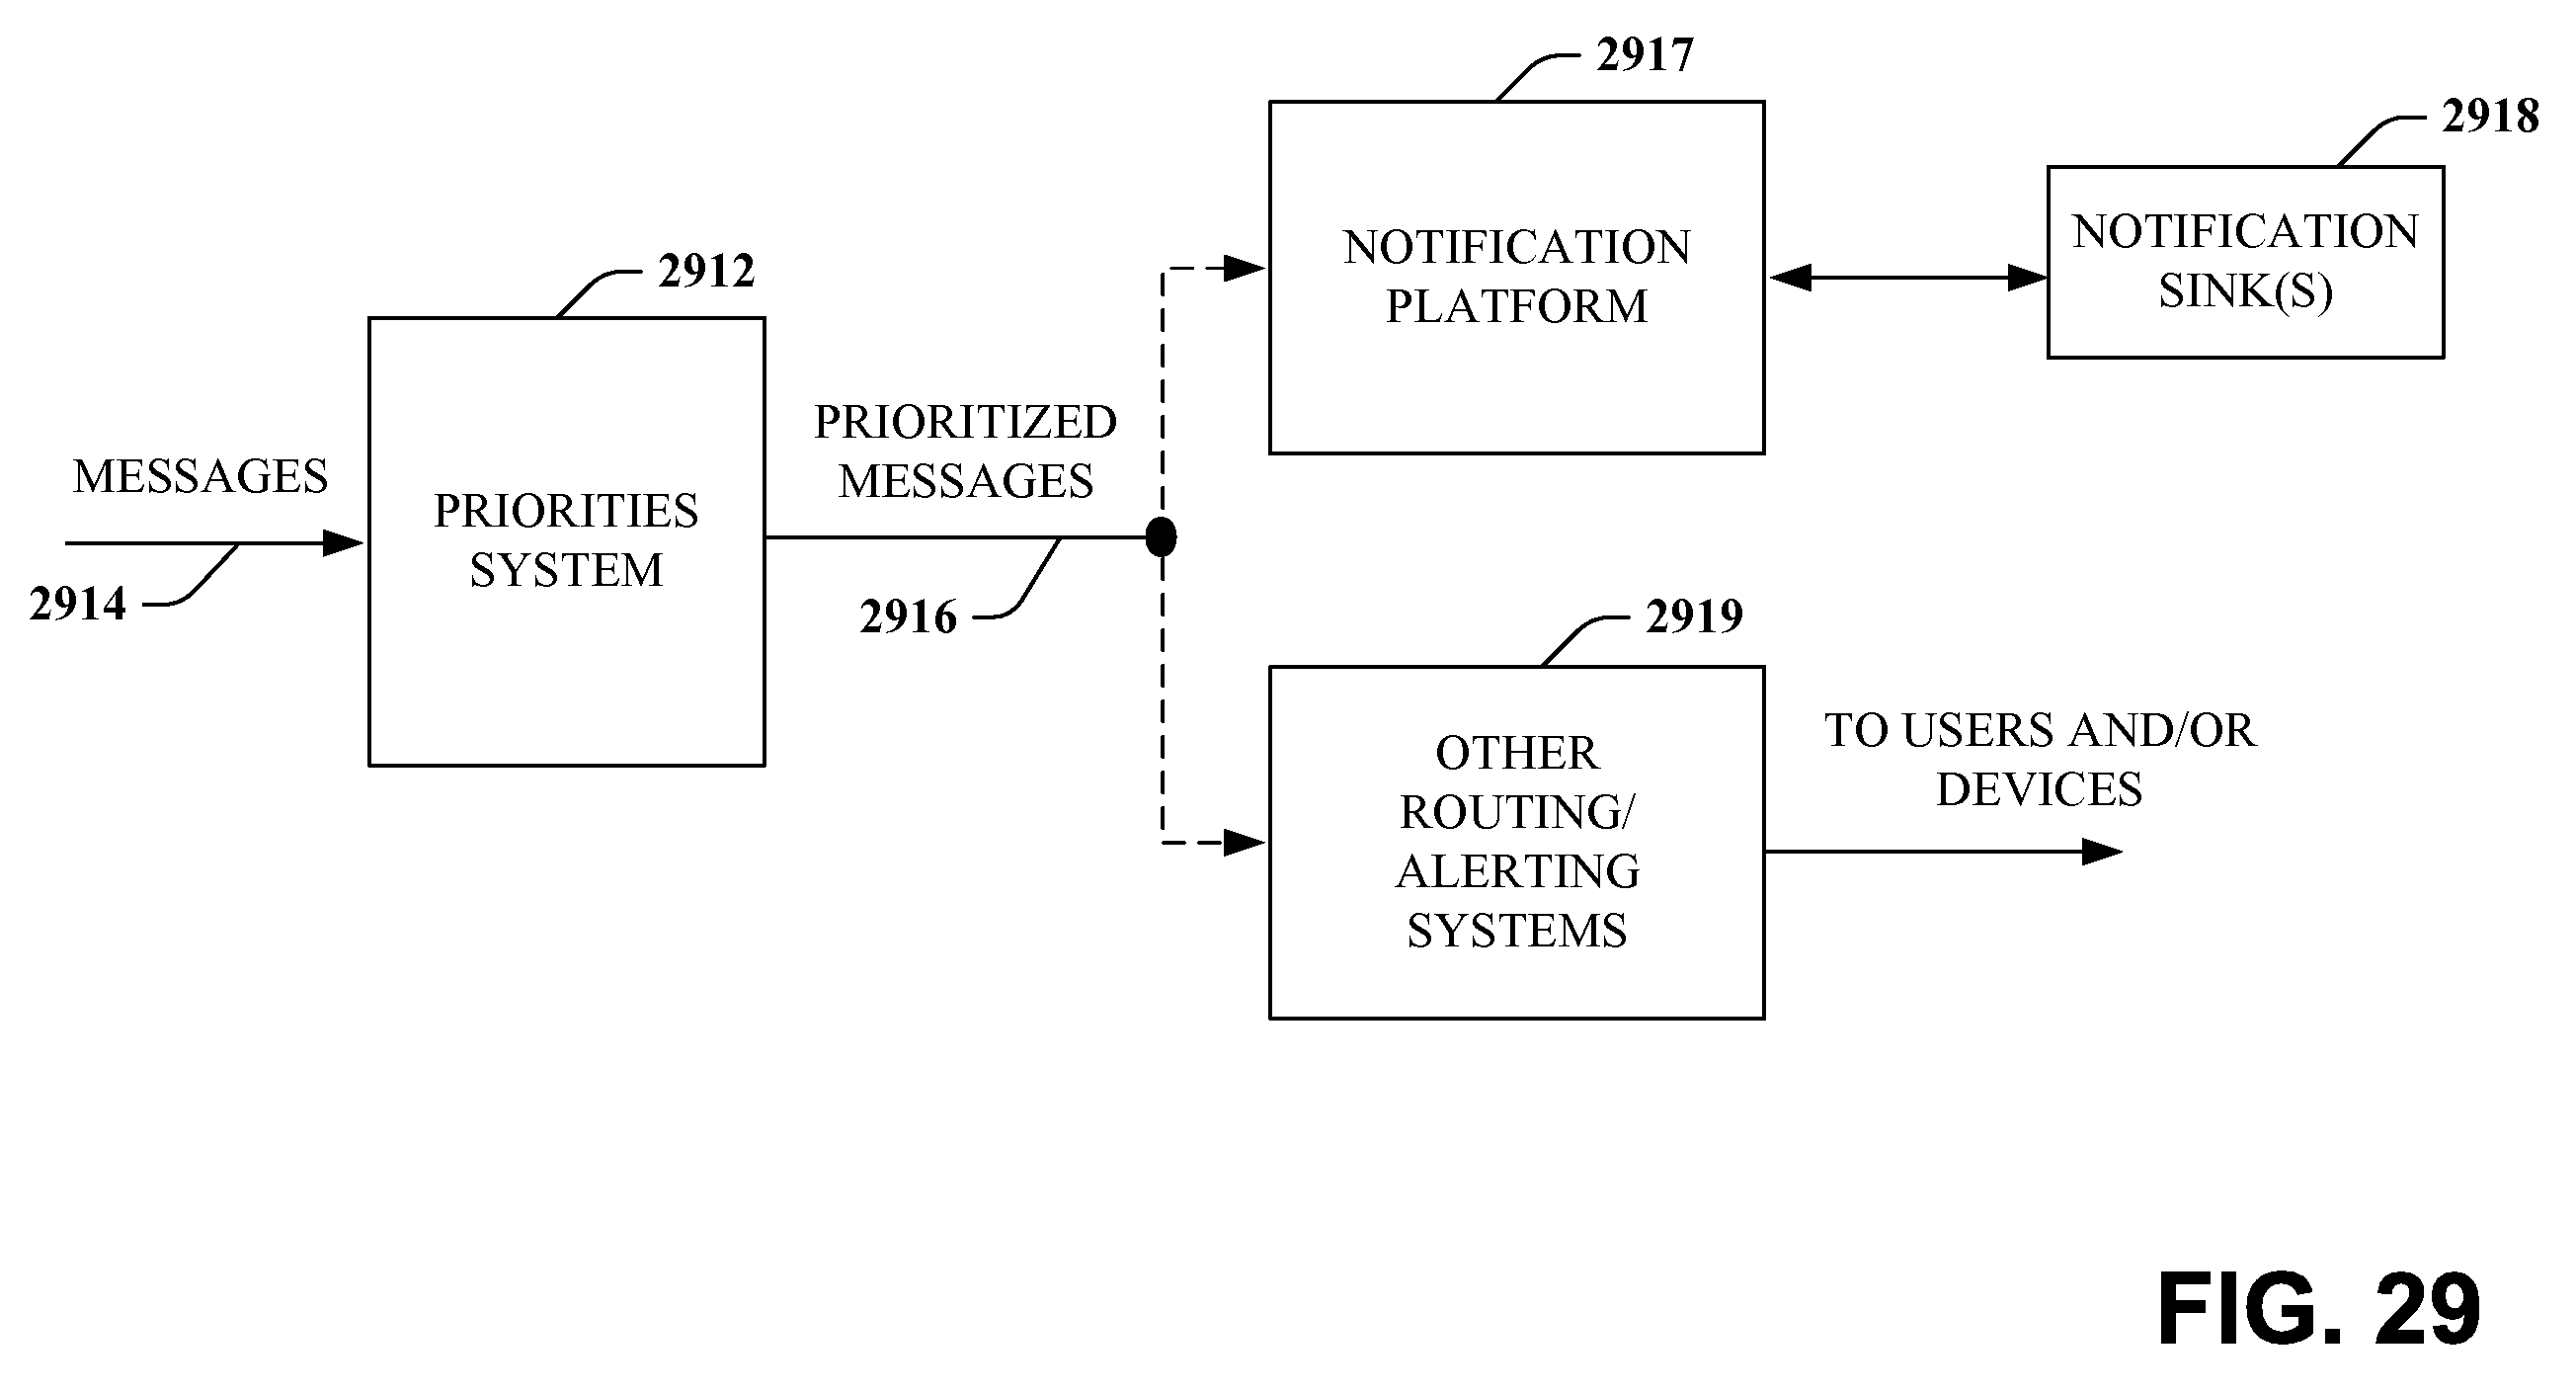 2917
2918
NOTIFICATION
PLATFORM
NOTIFICATION
SINK(S)
2912
MESSAGES
2914
PRIORITIES
SYSTEM
PRIORITIZED
MESSAGES
2916
2919
OTHER
ROUTING/
ALERTING
SYSTEMS
TO USERS AND/OR
DEVICES
FIG. 29